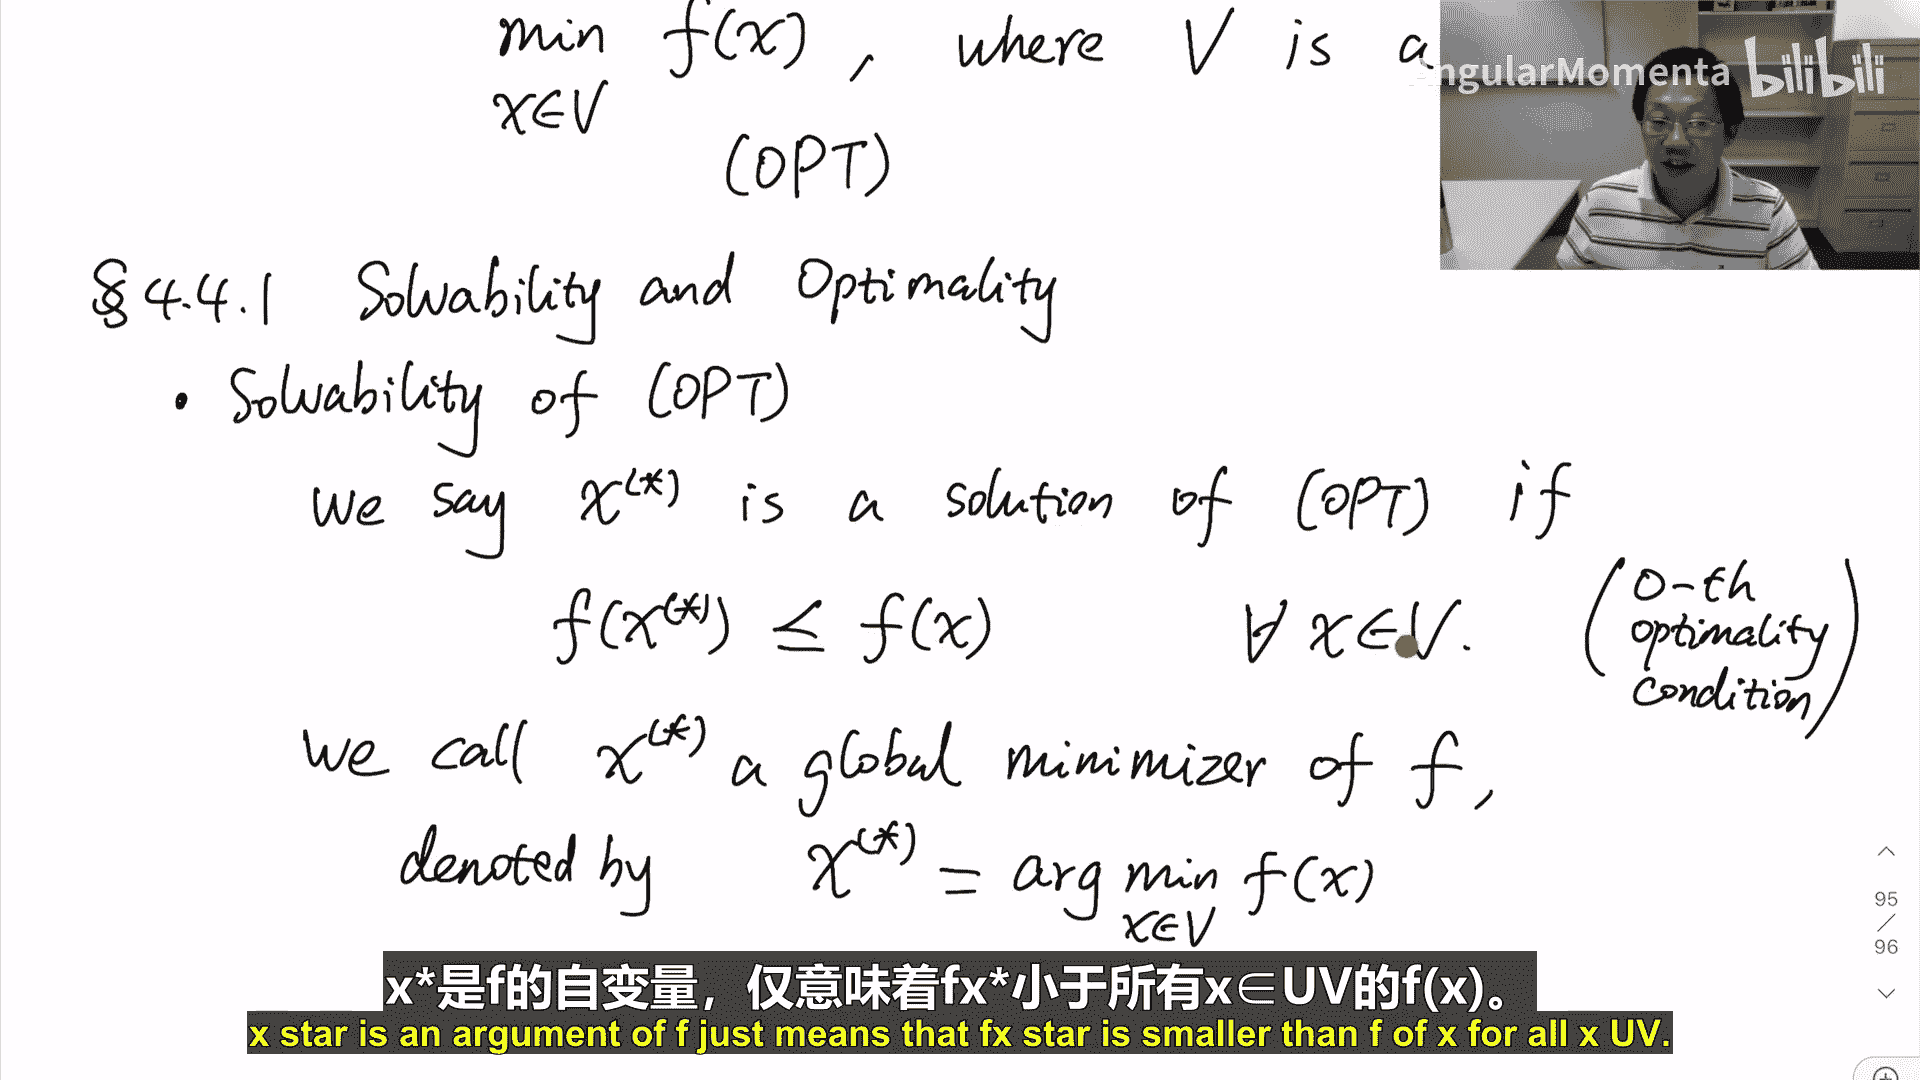 min f(x), where V is a
x∈V
(OPT)
AngularMomenta bilibili
§4.4.1 Solvability and Optimality
• Solvability of (OPT)
we say x^(*) is a solution of (OPT) if
f(x^(*)) ≤ f(x) ∀ x∈V.
(0-th
optimality
condition)
we call x^(*) a global minimizer of f,
denoted by x^(*) = arg min f(x)
x∈V
95
/
96
x*是f的自变量，仅意味着fx*小于所有x∈UV的f(x)。
x star is an argument of f just means that fx star is smaller than f of x for all x UV.